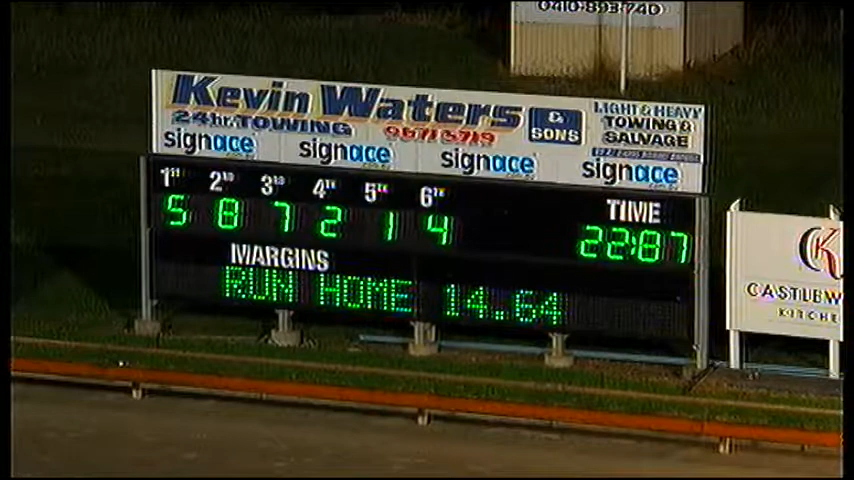 0410-893-740
Kevin Waters & SONS
24hr. TOWING
LIGHT & HEAVY
TOWING &
SALVAGE
signace signace signace signace
1ST 2ND 3RD 4TH 5TH 6TH TIME
5 8 7 2 1 4 22:87
MARGINS
RUN HOME 14.64
CASTLEW
KITCHE